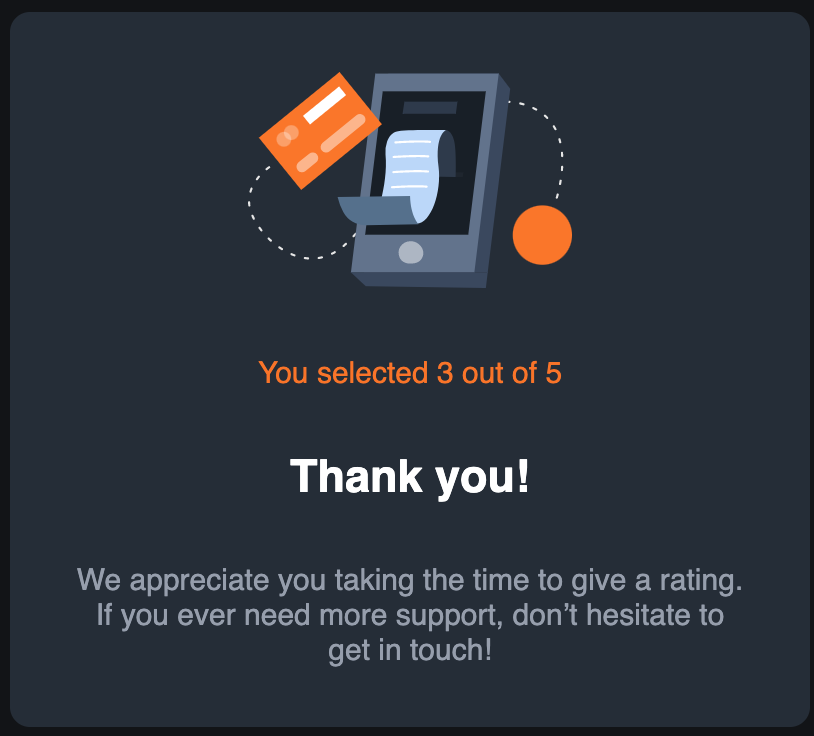 You selected 3 out of 5
Thank you!
We appreciate you taking the time to give a rating.
If you ever need more support, don’t hesitate to
get in touch!